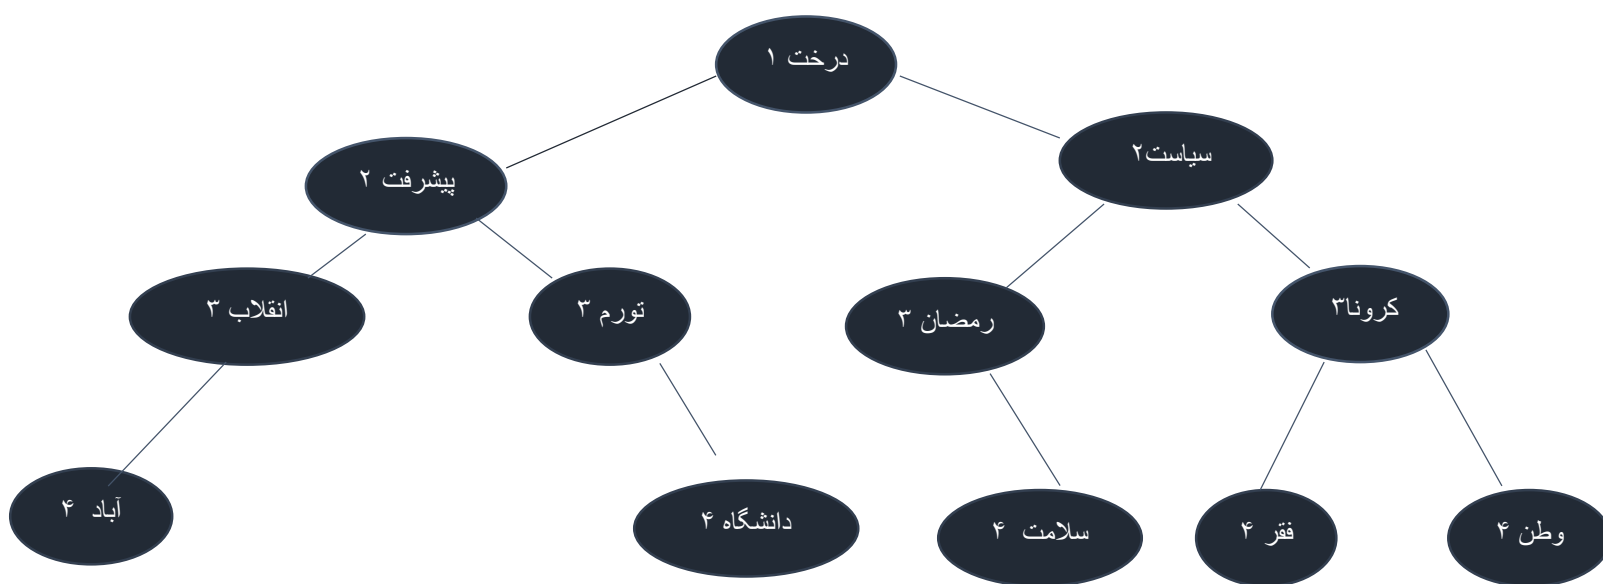 درخت ۱
سیاست۲
پیشرفت ۲
کرونا۳
رمضان ۳
تورم ۳
انقلاب ۳
وطن ۴
فقر ۴
سلامت ۴
دانشگاه ۴
آباد ۴